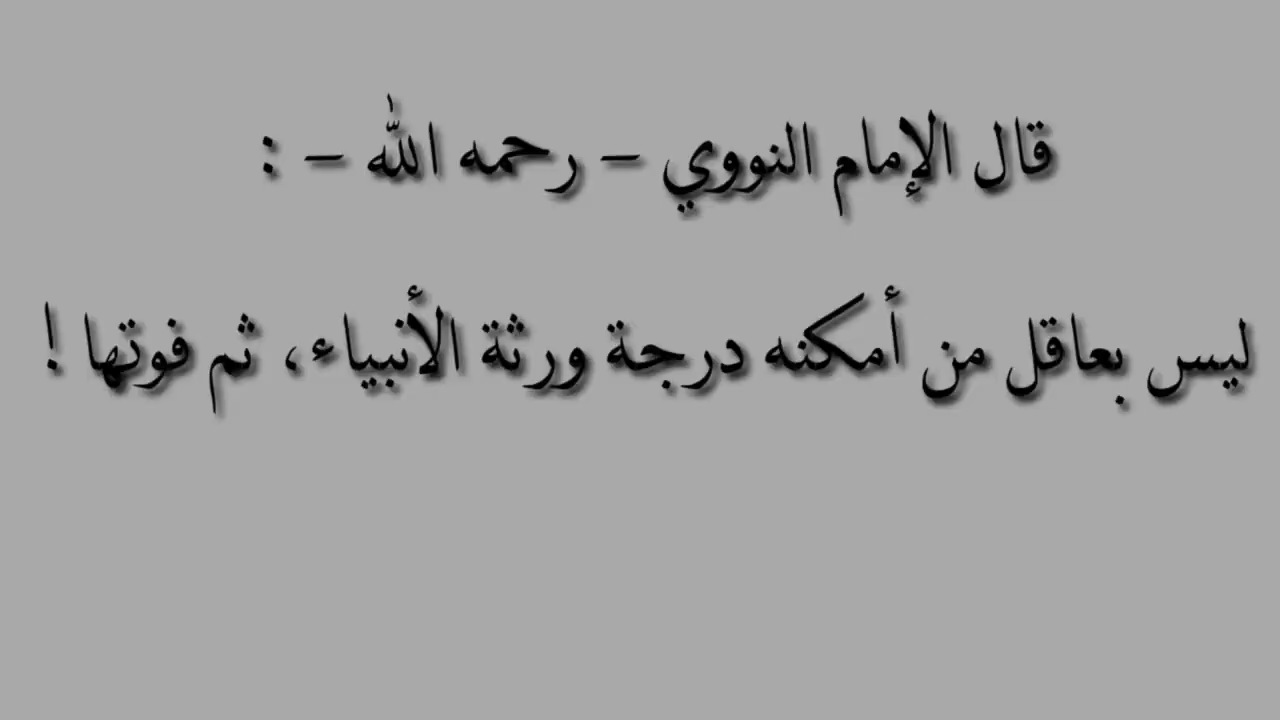 قال الإمام النووي – رحمه الله – :
ليس بعاقل من أمكنه درجة ورثة الأنبياء، ثم فوتها !